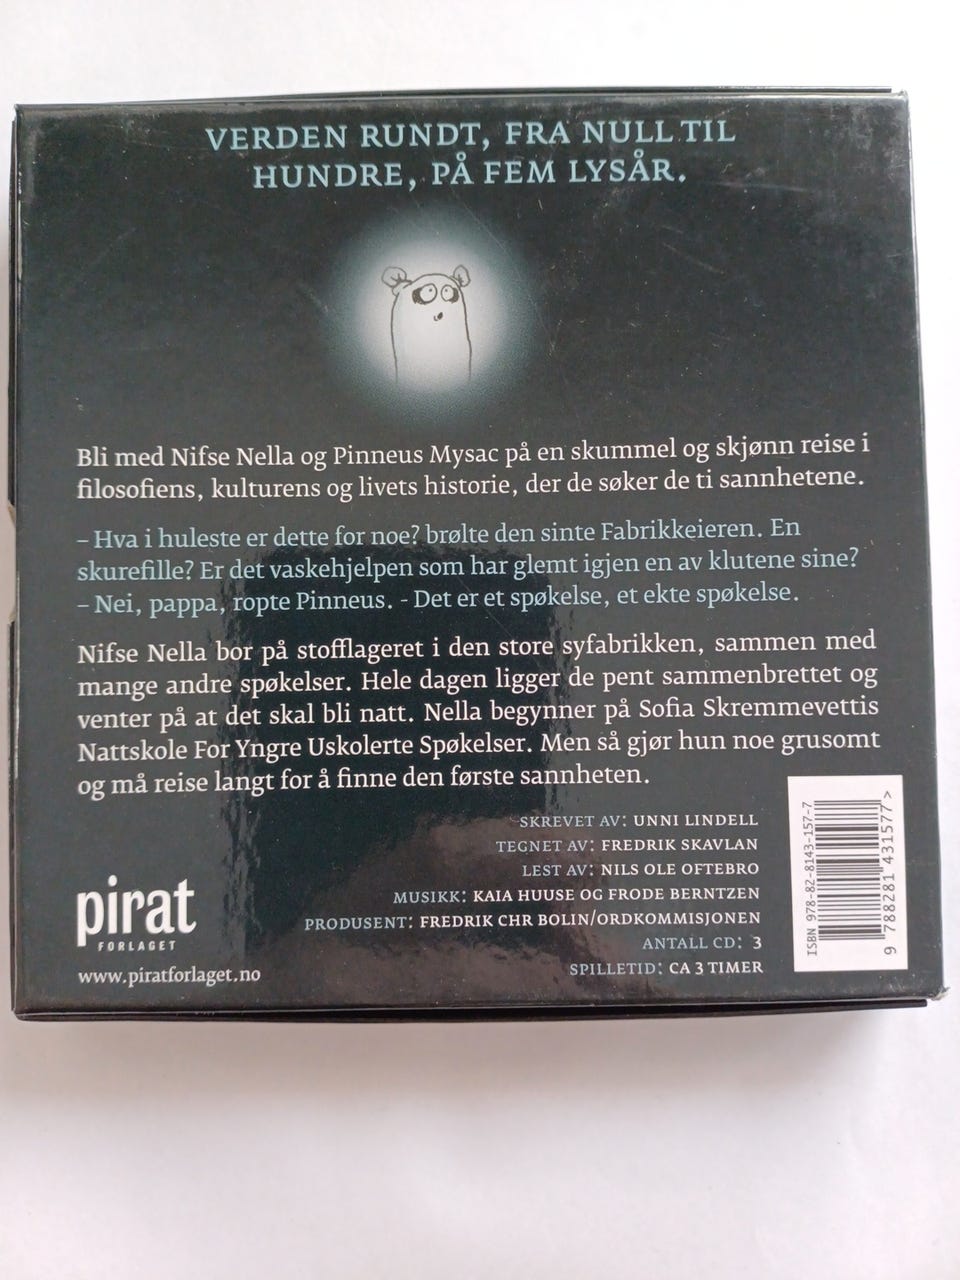 VERDEN RUNDT, FRA NULL TIL
HUNDRE, PÅ FEM LYSÅR.
Bli med Nifse Nella og Pinneus Mysac på en skummel og skjønn reise i
filosofiens, kulturens og livets historie, der de søker de ti sannhetene.
– Hva i huleste er dette for noe? brølte den sinte Fabrikkeieren. En
skurefille? Er det vaskehjelpen som har glemt igjen en av klutene sine?
– Nei, pappa, ropte Pinneus. - Det er et spøkelse, et ekte spøkelse.
Nifse Nella bor på stofflageret i den store syfabrikken, sammen med
mange andre spøkelser. Hele dagen ligger de pent sammenbrettet og
venter på at det skal bli natt. Nella begynner på Sofia Skremmevettis
Nattskole For Yngre Uskolerte Spøkelser. Men så gjør hun noe grusomt
og må reise langt for å finne den første sannheten.
SKREVET AV: UNNI LINDELL
TEGNET AV: FREDRIK SKAVLAN
LEST AV: NILS OLE OFTEBRO
MUSIKK: KAIA HUUSE OG FRODE BERNTZEN
PRODUSENT: FREDRIK CHR BOLIN/ORDKOMMISJONEN
ANTALL CD: 3
SPILLETID: CA 3 TIMER
pirat
FORLAGET
www.piratforlaget.no
ISBN 978-82-8143-157-7
9 788281 431577 >